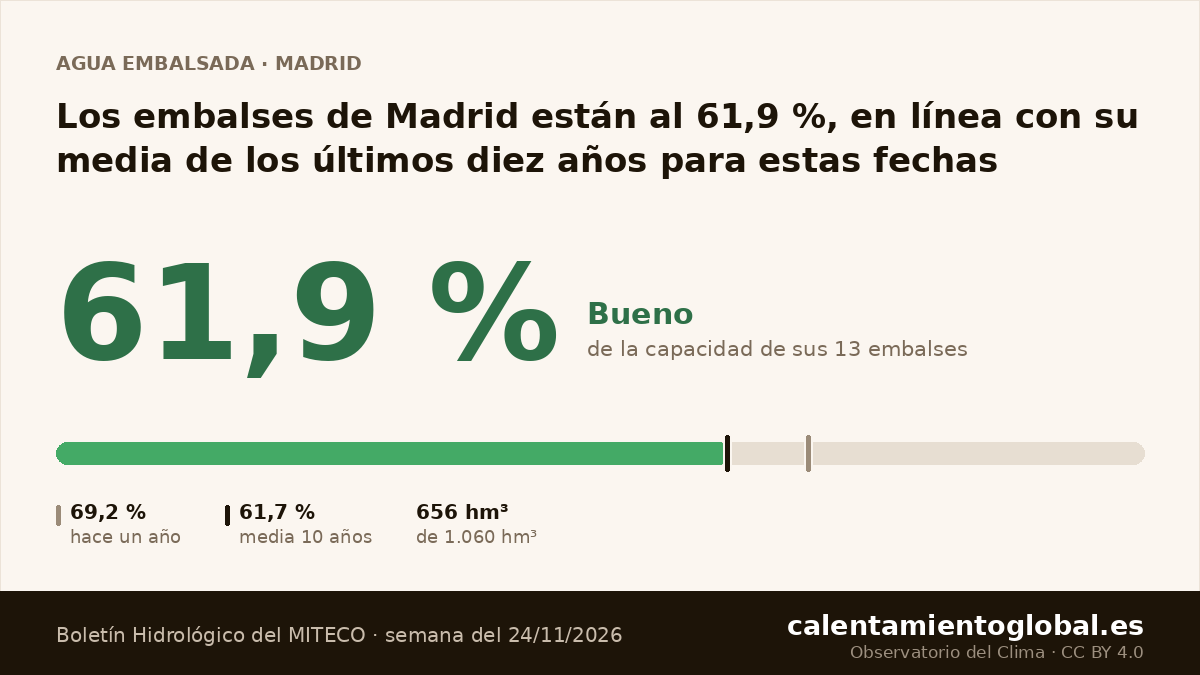 AGUA EMBALSADA · MADRID
Los embalses de Madrid están al 61,9 %, en línea con su
media de los últimos diez años para estas fechas
61,9 %
Bueno
de la capacidad de sus 13 embalses
69,2 %
hace un año
61,7 %
media 10 años
656 hm³
de 1.060 hm³
Boletín Hidrológico del MITECO · semana del 24/11/2026
calentamientoglobal.es
Observatorio del Clima · CC BY 4.0